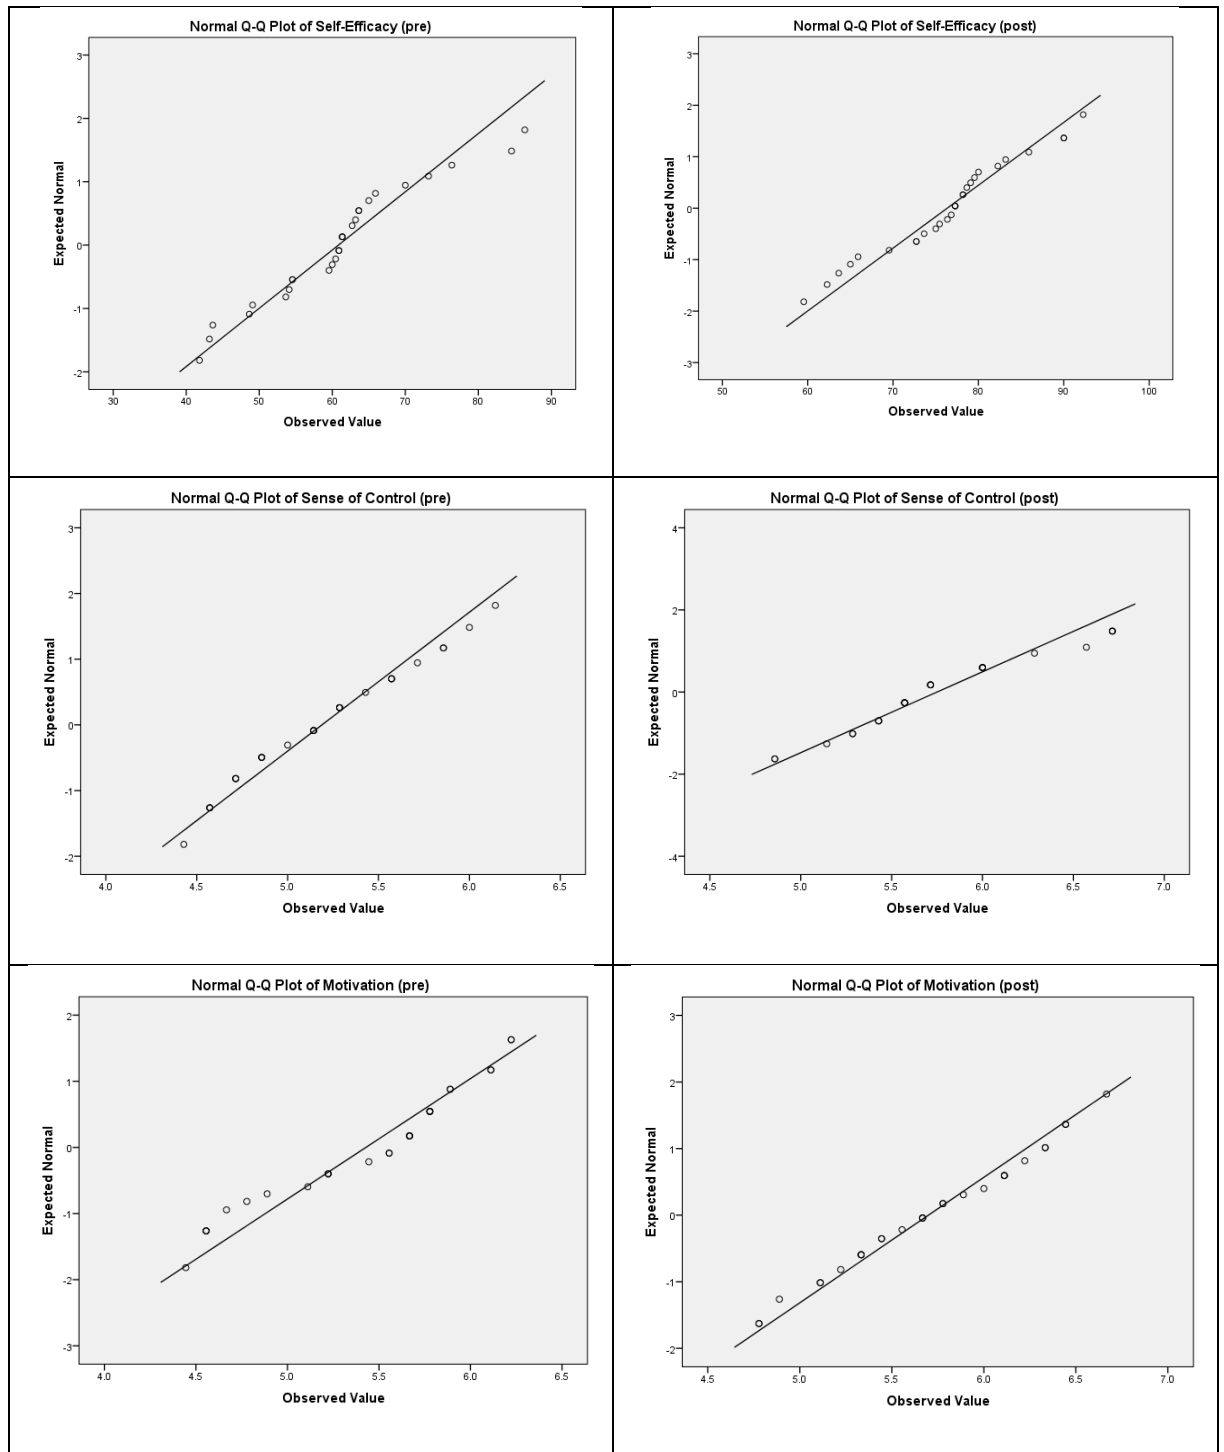 Normal Q-Q Plot of Self-Efficacy (pre)
3
2
1
0
-1
-2
Expected Normal
30 40 50 60 70 80 90
Observed Value
Normal Q-Q Plot of Self-Efficacy (post)
3
2
1
0
-1
-2
-3
Expected Normal
50 60 70 80 90 100
Observed Value
Normal Q-Q Plot of Sense of Control (pre)
3
2
1
0
-1
-2
Expected Normal
4.0 4.5 5.0 5.5 6.0 6.5
Observed Value
Normal Q-Q Plot of Sense of Control (post)
4
2
0
-2
-4
Expected Normal
4.5 5.0 5.5 6.0 6.5 7.0
Observed Value
Normal Q-Q Plot of Motivation (pre)
2
1
0
-1
-2
-3
Expected Normal
4.0 4.5 5.0 5.5 6.0 6.5
Observed Value
Normal Q-Q Plot of Motivation (post)
3
2
1
0
-1
-2
Expected Normal
4.5 5.0 5.5 6.0 6.5 7.0
Observed Value